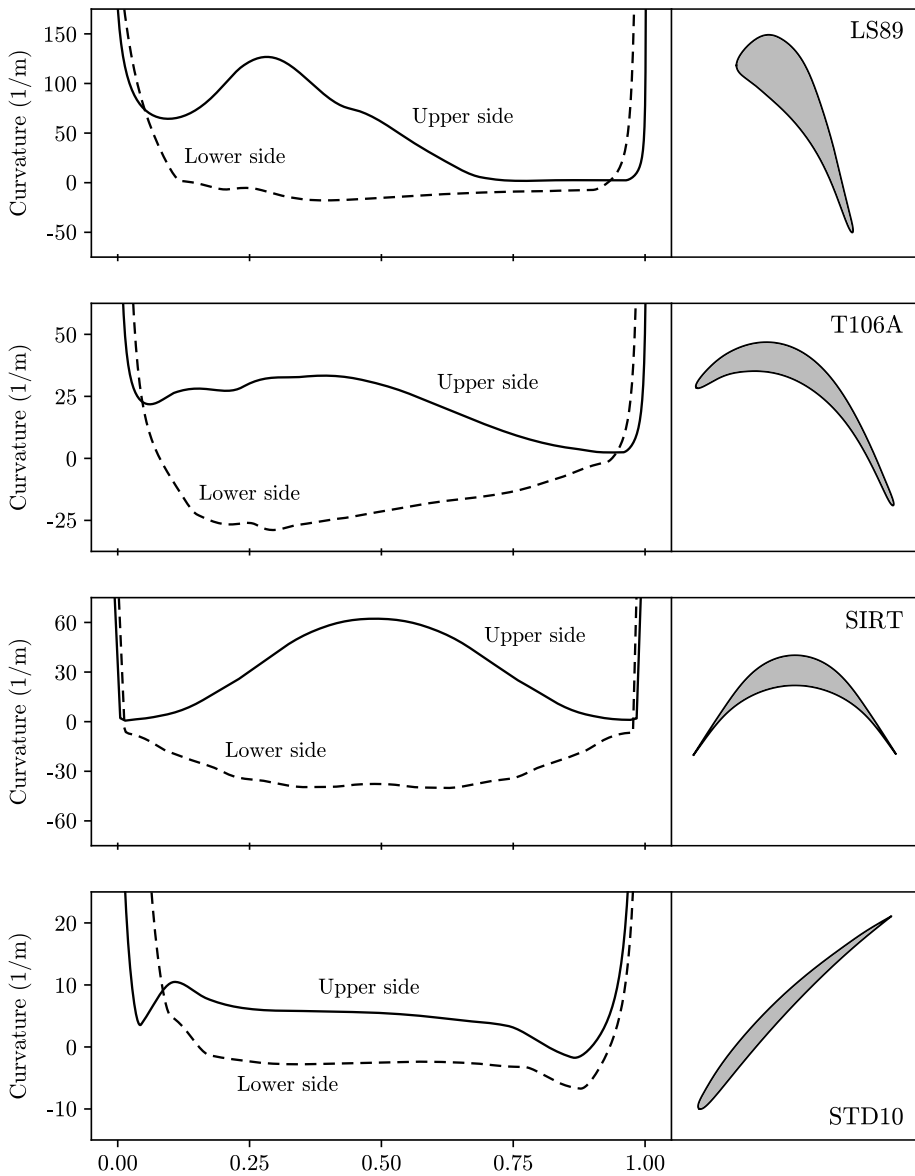 LS89
Curvature (1/m)
150
100
50
0
-50
Upper side
Lower side
T106A
Curvature (1/m)
50
25
0
-25
Upper side
Lower side
SIRT
Curvature (1/m)
60
30
0
-30
-60
Upper side
Lower side
Curvature (1/m)
20
10
0
-10
Upper side
Lower side
STD10
0.00 0.25 0.50 0.75 1.00